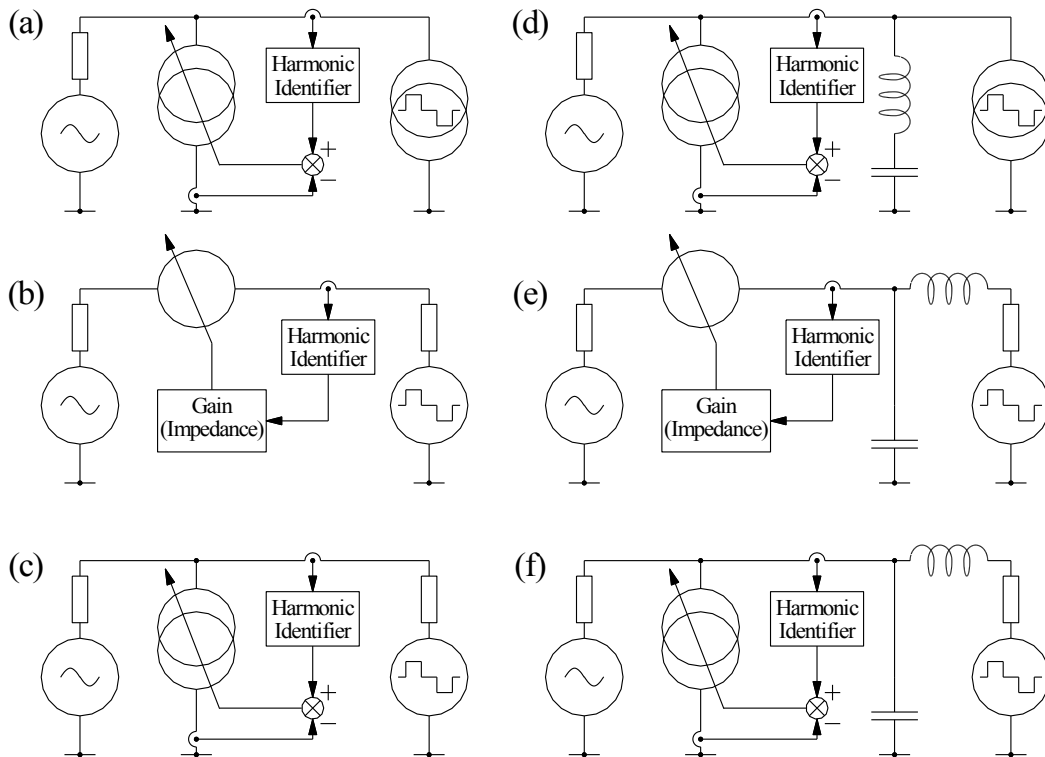 (a)
Harmonic
Identifier
+
−
(d)
Harmonic
Identifier
+
−
(b)
Harmonic
Identifier
Gain
(Impedance)
(e)
Harmonic
Identifier
Gain
(Impedance)
(c)
Harmonic
Identifier
+
−
(f)
Harmonic
Identifier
+
−